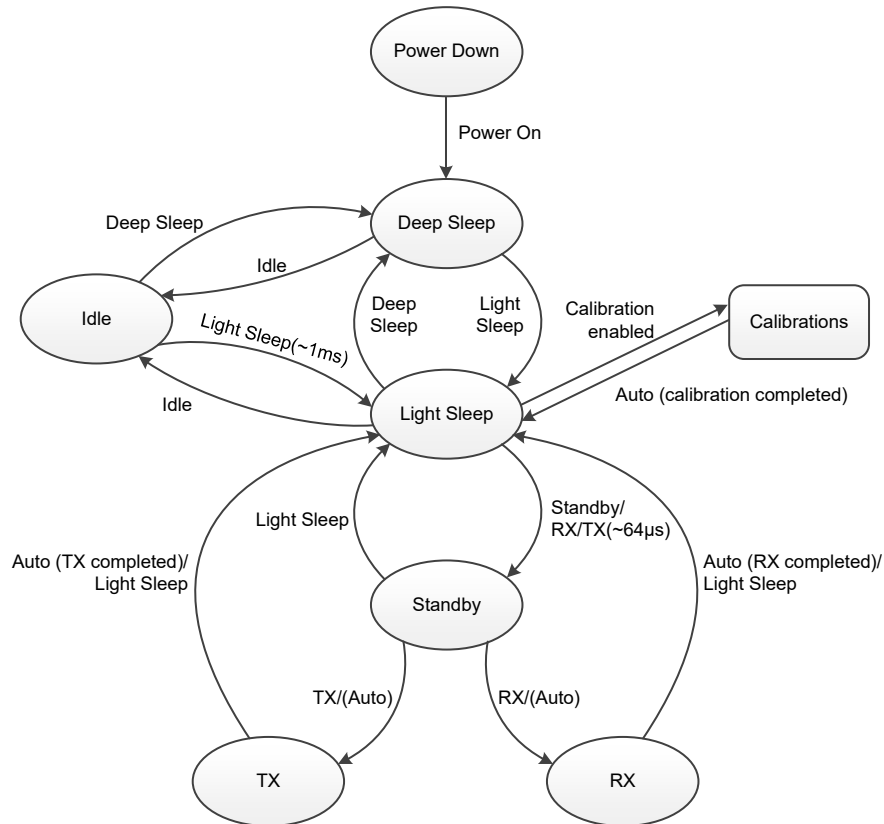 Power Down
Power On
Deep Sleep
Deep Sleep
Idle
Idle
Deep
Sleep
Light
Sleep
Calibration
enabled
Calibrations
Light Sleep(~1ms)
Auto (calibration completed)
Idle
Light Sleep
Light Sleep
Standby/
RX/TX(~64μs)
Auto (TX completed)/
Light Sleep
Auto (RX completed)/
Light Sleep
Standby
TX/(Auto)
RX/(Auto)
TX
RX